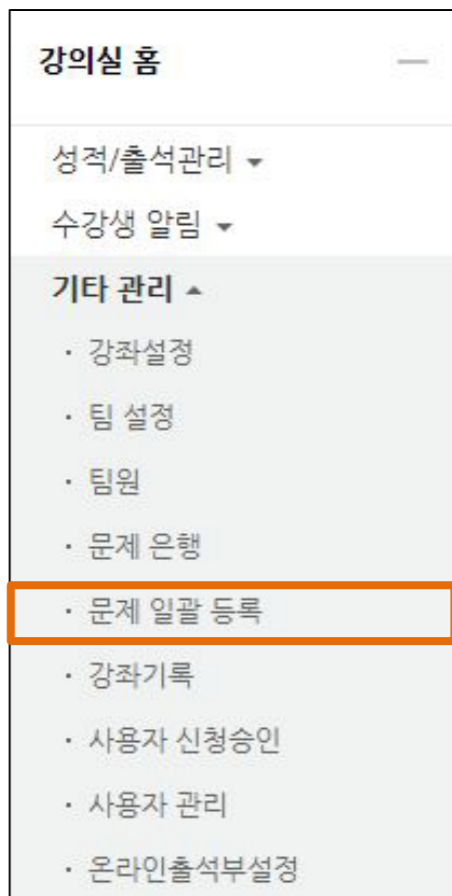 강의실 홈
성적/출석관리
수강생 알림
기타 관리
· 강좌설정
· 팀 설정
· 팀원
· 문제 은행
· 문제 일괄 등록
· 강좌기록
· 사용자 신청승인
· 사용자 관리
· 온라인출석부설정